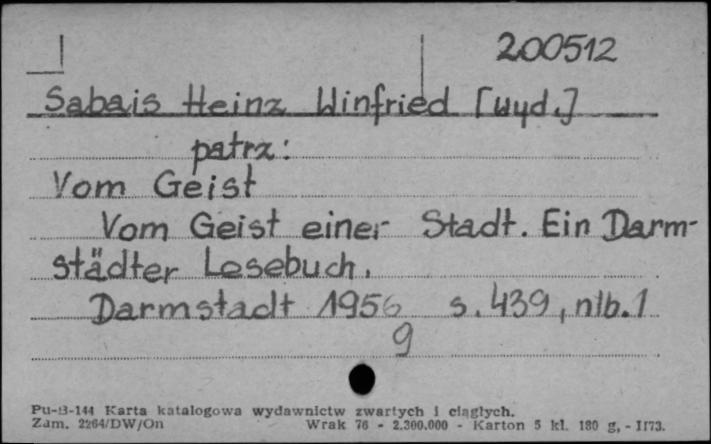 200512
Sabais Heinz Winfried [wyd.]
patrz:
Vom Geist
Vom Geist einer Stadt. Ein Darm-
städter Lesebuch.
Darmstadt 1956 s. 439, nlb. 1
g
Pu-B-144 Karta katalogowa wydawnictw zwartych i ciągłych.
Zam. 2264/DW/On Wrak 76 - 2.300.000 - Karton 5 kl. 180 g, - II73.